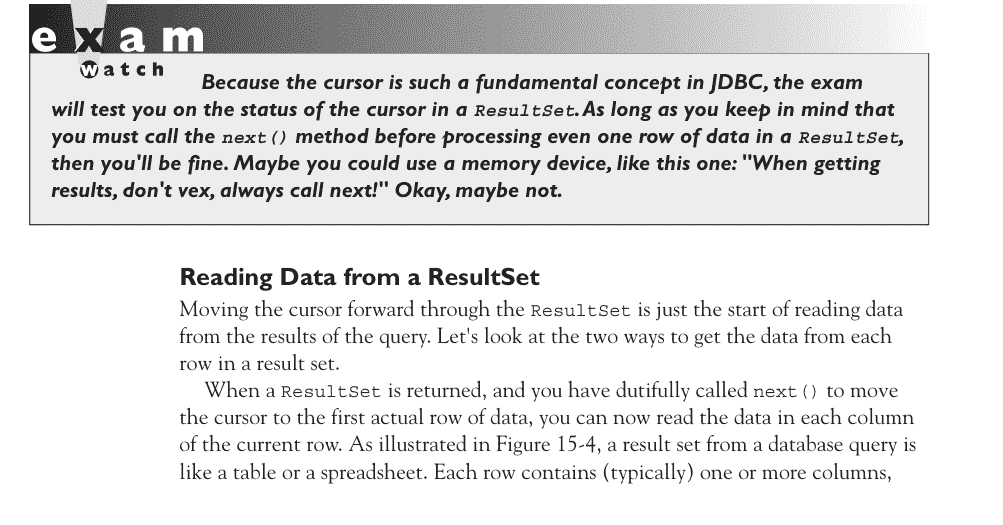 exam
watch
Because the cursor is such a fundamental concept in JDBC, the exam
will test you on the status of the cursor in a ResultSet. As long as you keep in mind that
you must call the next() method before processing even one row of data in a ResultSet,
then you'll be fine. Maybe you could use a memory device, like this one: "When getting
results, don't vex, always call next!" Okay, maybe not.
Reading Data from a ResultSet
Moving the cursor forward through the ResultSet is just the start of reading data
from the results of the query. Let's look at the two ways to get the data from each
row in a result set.
When a ResultSet is returned, and you have dutifully called next() to move
the cursor to the first actual row of data, you can now read the data in each column
of the current row. As illustrated in Figure 15-4, a result set from a database query is
like a table or a spreadsheet. Each row contains (typically) one or more columns,